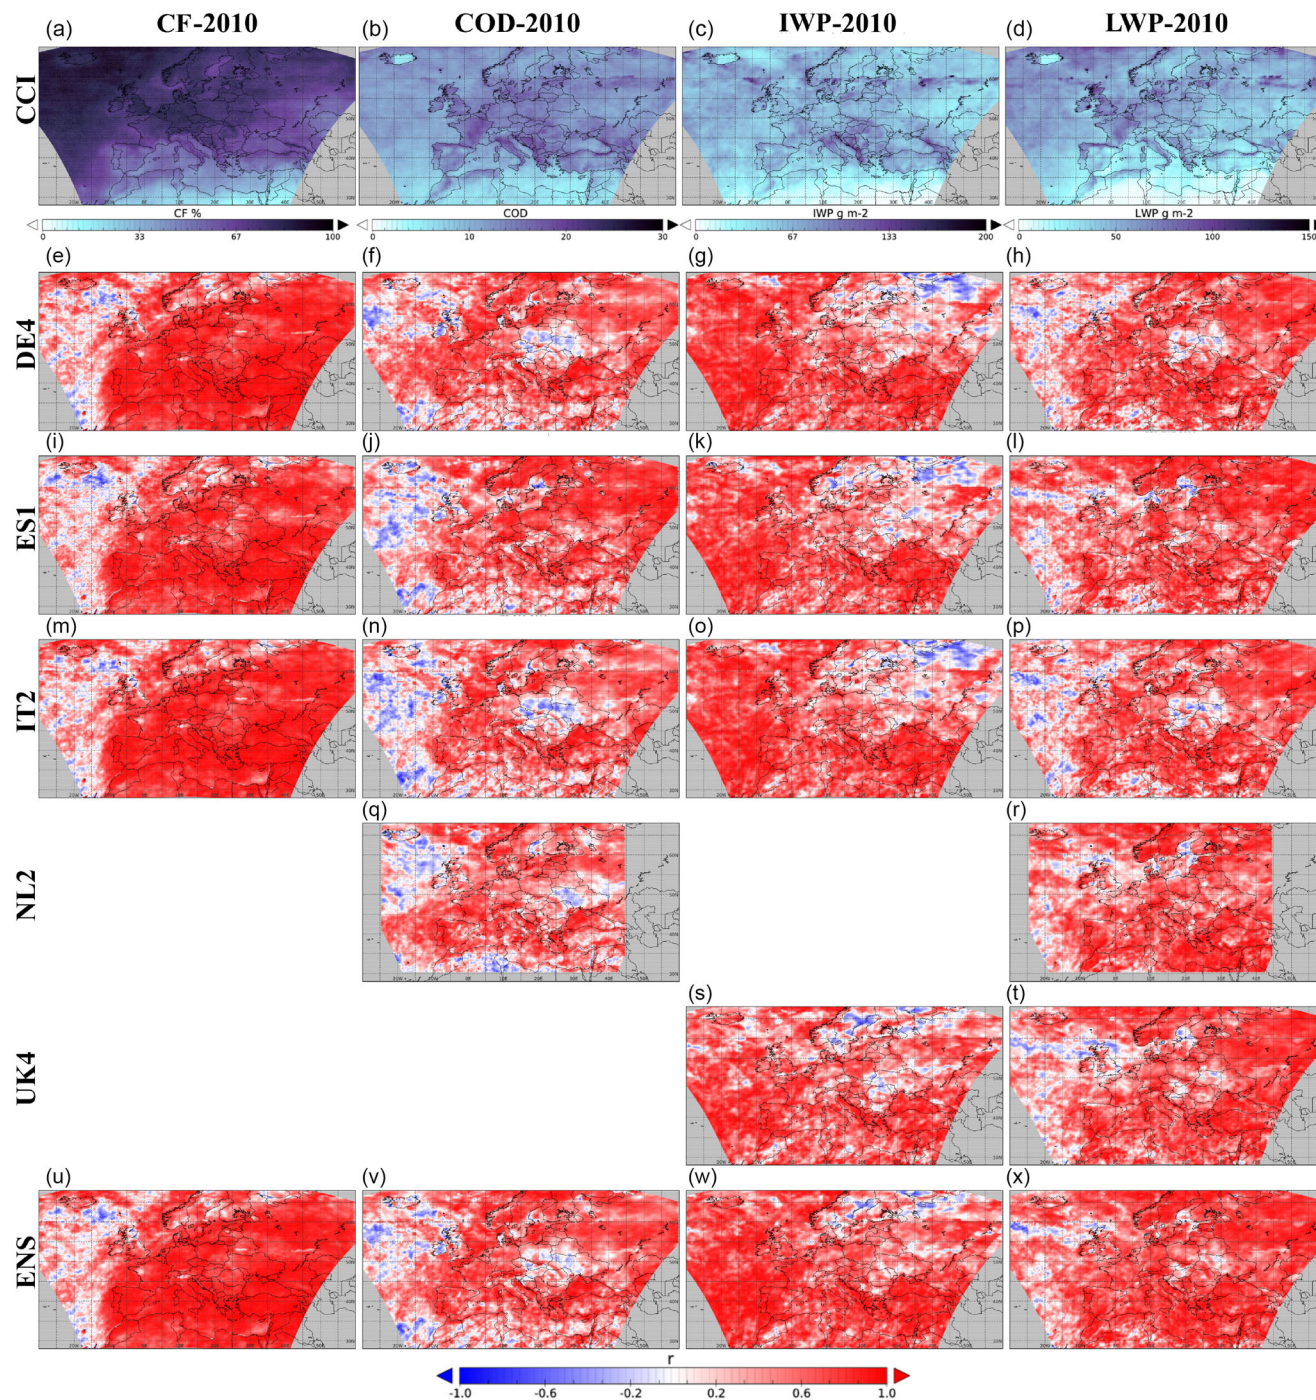 CF-2010 COD-2010 IWP-2010 LWP-2010
(a) (b) (c) (d)
CCI
CF %
0 33 67 100
COD
0 10 20 30
IWP g m-2
0 67 133 200
LWP g m-2
0 50 100 150
(e) (f) (g) (h)
DE4
(i) (j) (k) (l)
ES1
(m) (n) (o) (p)
IT2
(q) (r)
NL2
(s) (t)
UK4
(u) (v) (w) (x)
ENS
r
-1.0 -0.6 -0.2 0.2 0.6 1.0